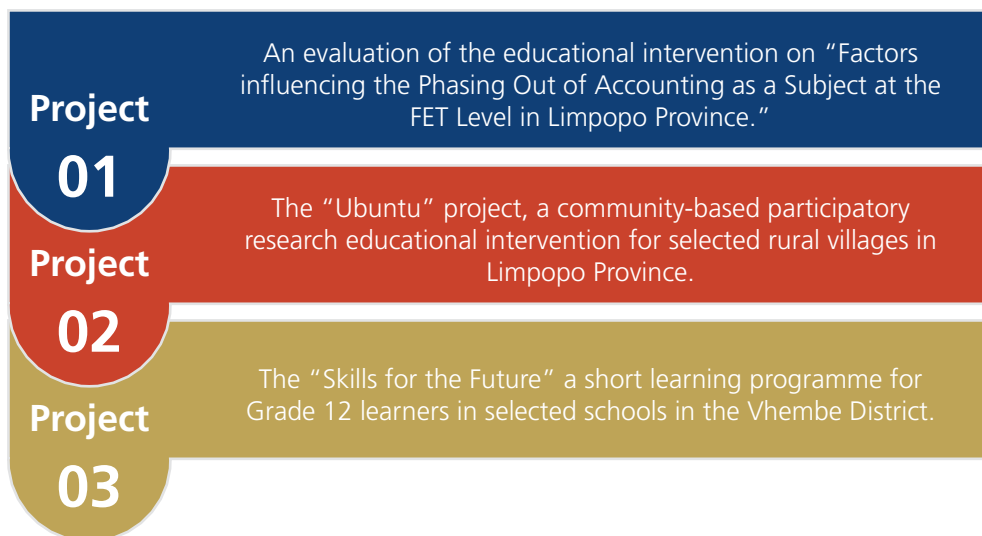 Project
01
An evaluation of the educational intervention on “Factors
influencing the Phasing Out of Accounting as a Subject at the
FET Level in Limpopo Province.”
Project
02
The “Ubuntu” project, a community-based participatory
research educational intervention for selected rural villages in
Limpopo Province.
Project
03
The “Skills for the Future” a short learning programme for
Grade 12 learners in selected schools in the Vhembe District.